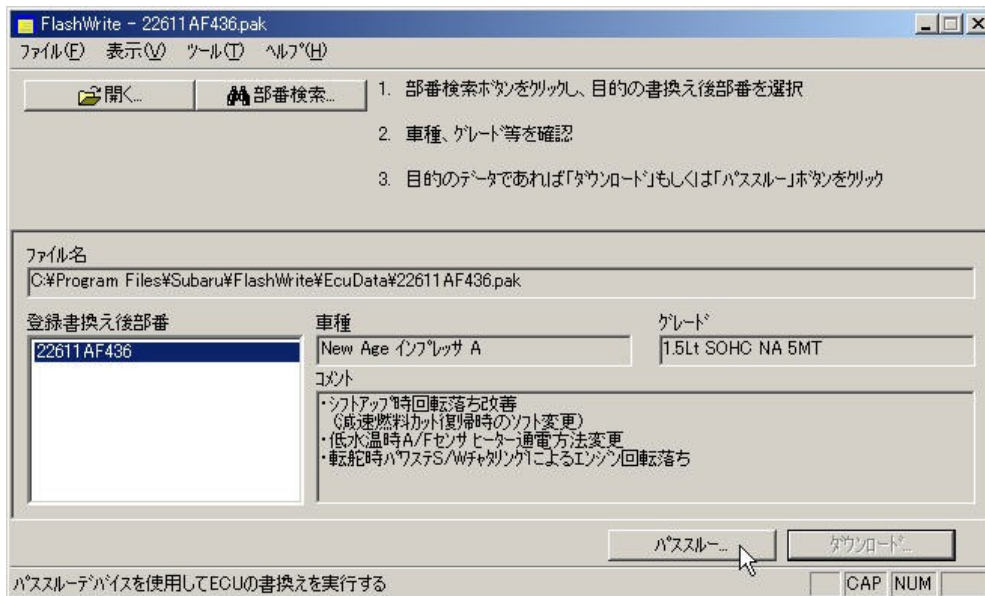 FlashWrite - 22611AF436.pak
ファイル(F) 表示(V) ツール(T) ヘルプ(H)
開く...
部番検索...
1. 部番検索ボタンをクリックし、目的の書換え後部番を選択
2. 車種、グレード等を確認
3. 目的のデータであれば「ダウンロード」もしくは「パススルー」ボタンをクリック
ファイル名
C:¥Program Files¥Subaru¥FlashWrite¥EcuData¥22611AF436.pak
登録書換え後部番
22611AF436
車種
New Age インプレッサ A
グレード
1.5Lt SOHC NA 5MT
コメント
・シフトアップ時回転落ち改善
(減速燃料カット復帰時のソフト変更)
・低水温時A/Fセンサ ヒーター通電方法変更
・転舵時パワステS/Wチャタリングによるエンジン回転落ち
パススルー...
ダウンロード...
パススルーデバイスを使用してECUの書換えを実行する
CAP NUM